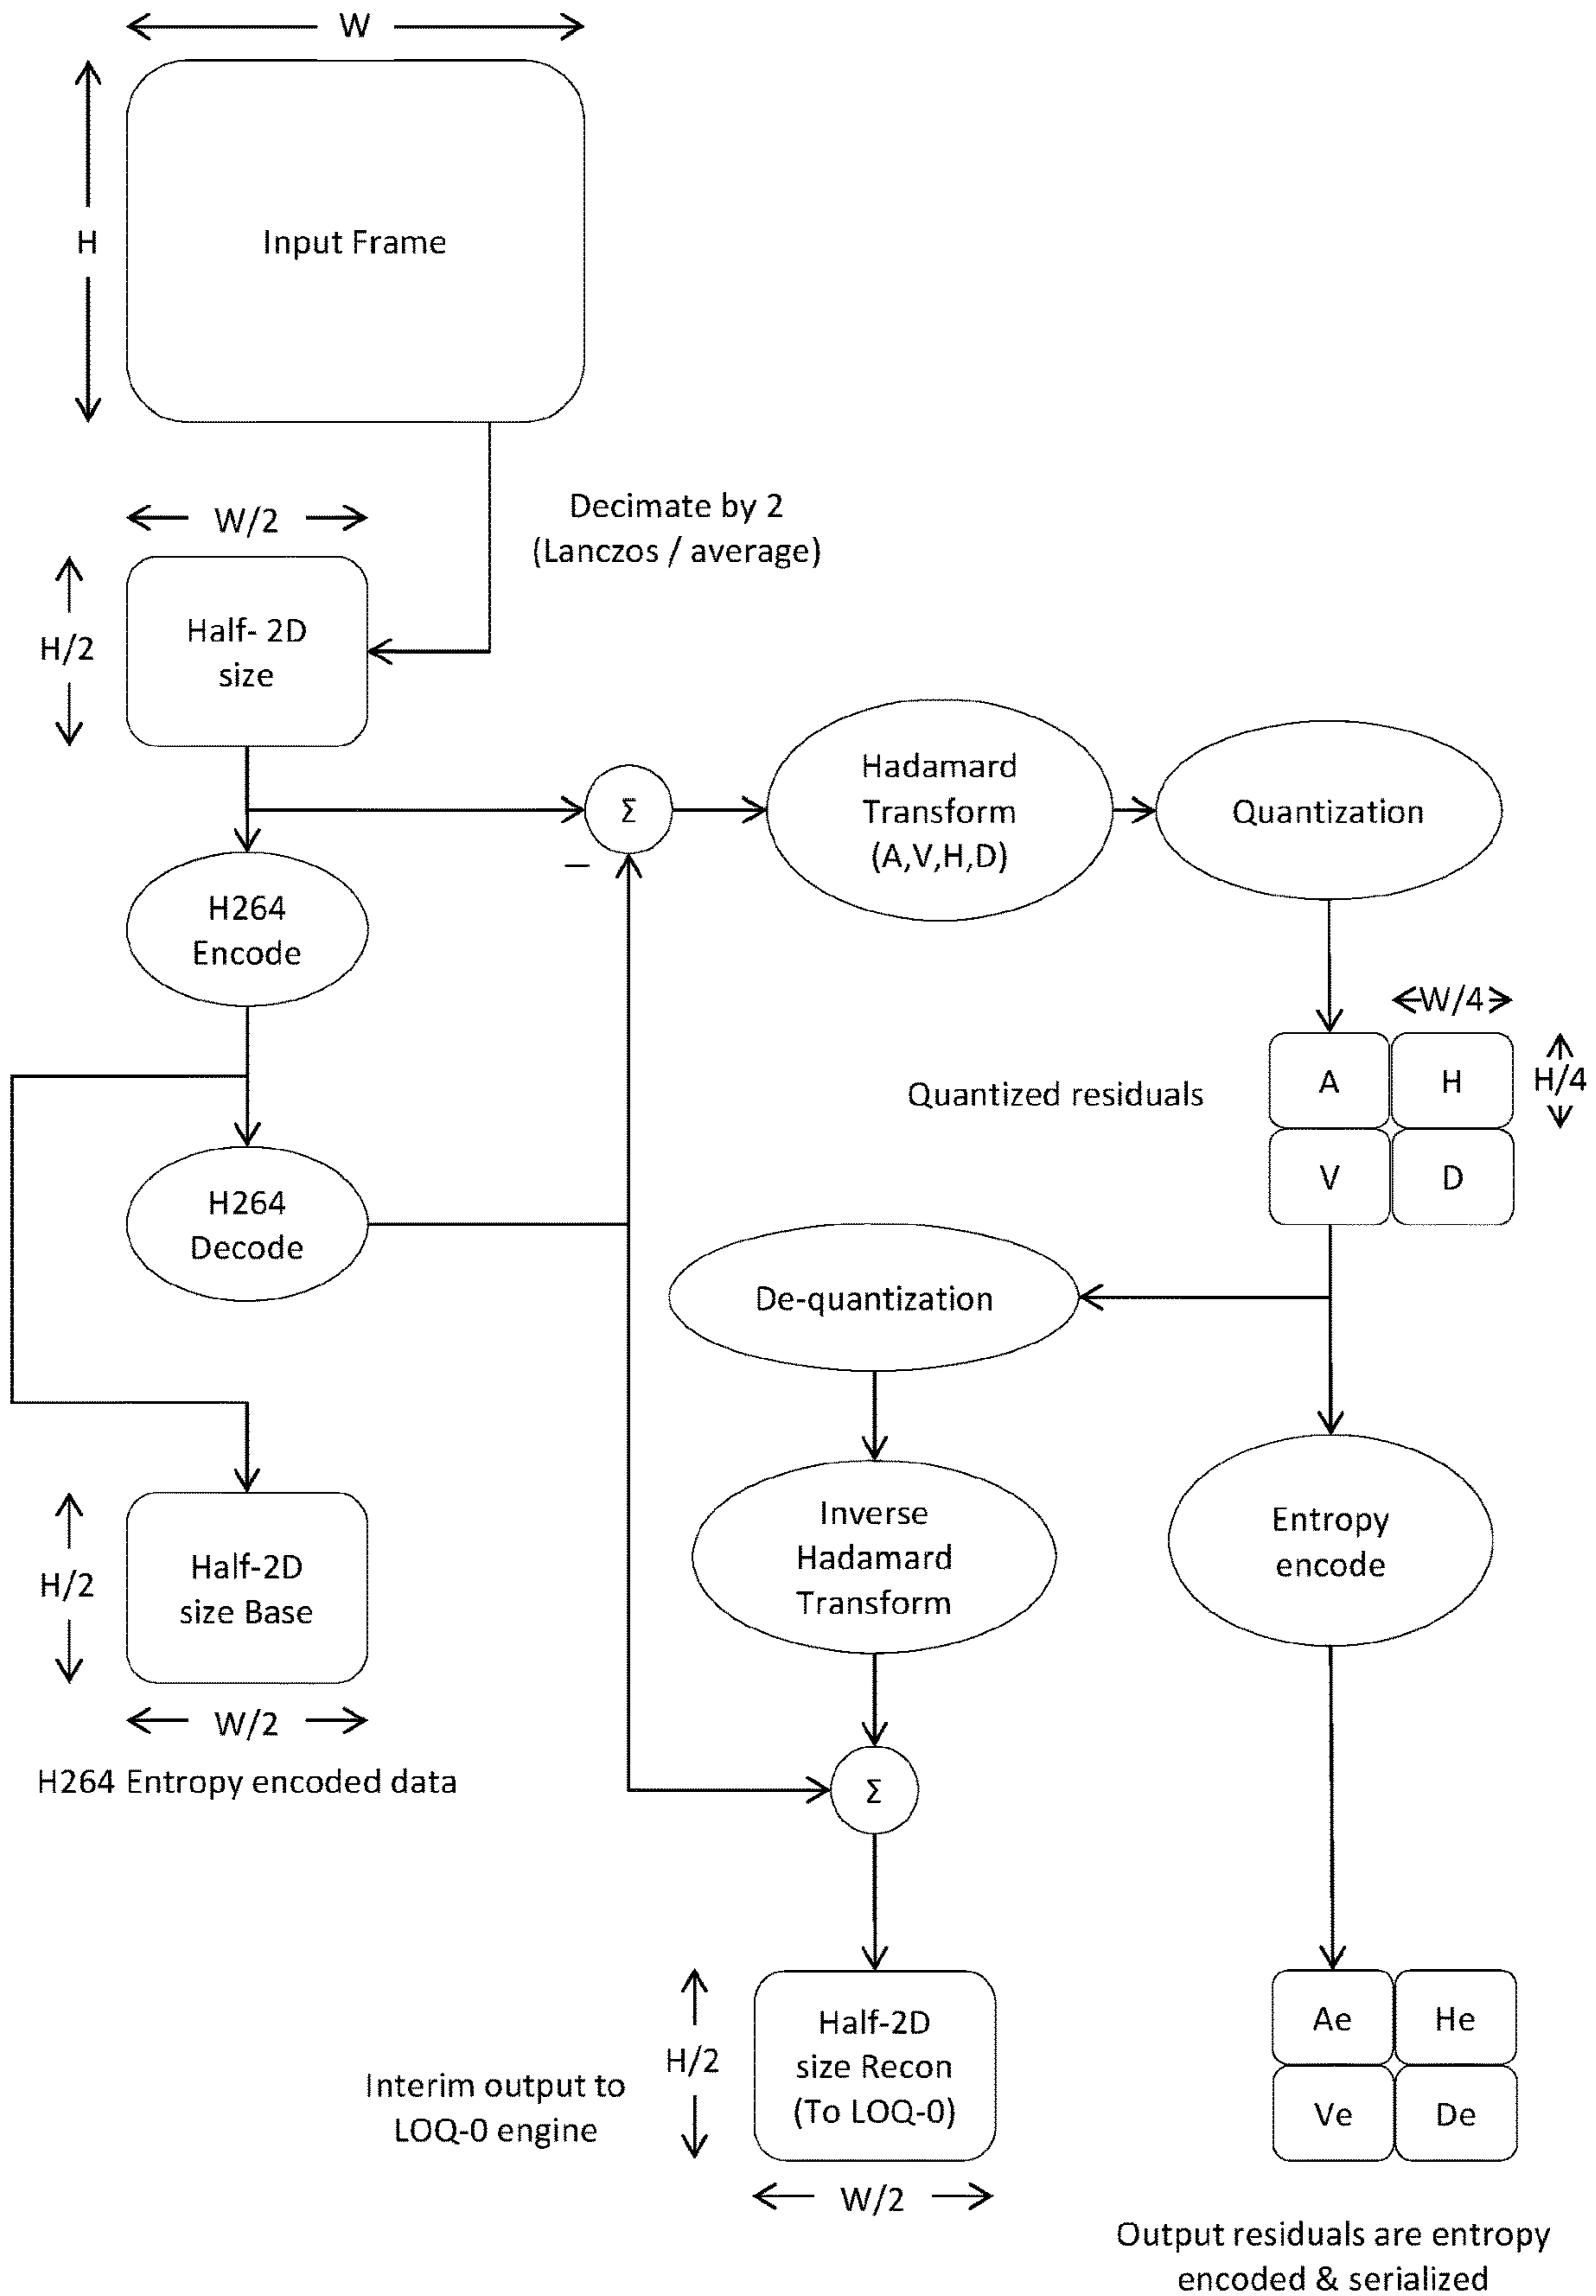 W
H
Input Frame
Decimate by 2
(Lanczos / average)
W/2
H/2
Half- 2D
size
Σ
Hadamard
Transform
(A,V,H,D)
Quantization
–
H264
Encode
W/4
A
H
H/4
Quantized residuals
V
D
H264
Decode
De-quantization
Inverse
Hadamard
Transform
Entropy
encode
H/2
Half-2D
size Base
W/2
H264 Entropy encoded data
Σ
H/2
Half-2D
size Recon
(To LOQ-0)
Interim output to
LOQ-0 engine
W/2
Ae
He
Ve
De
Output residuals are entropy
encoded & serialized